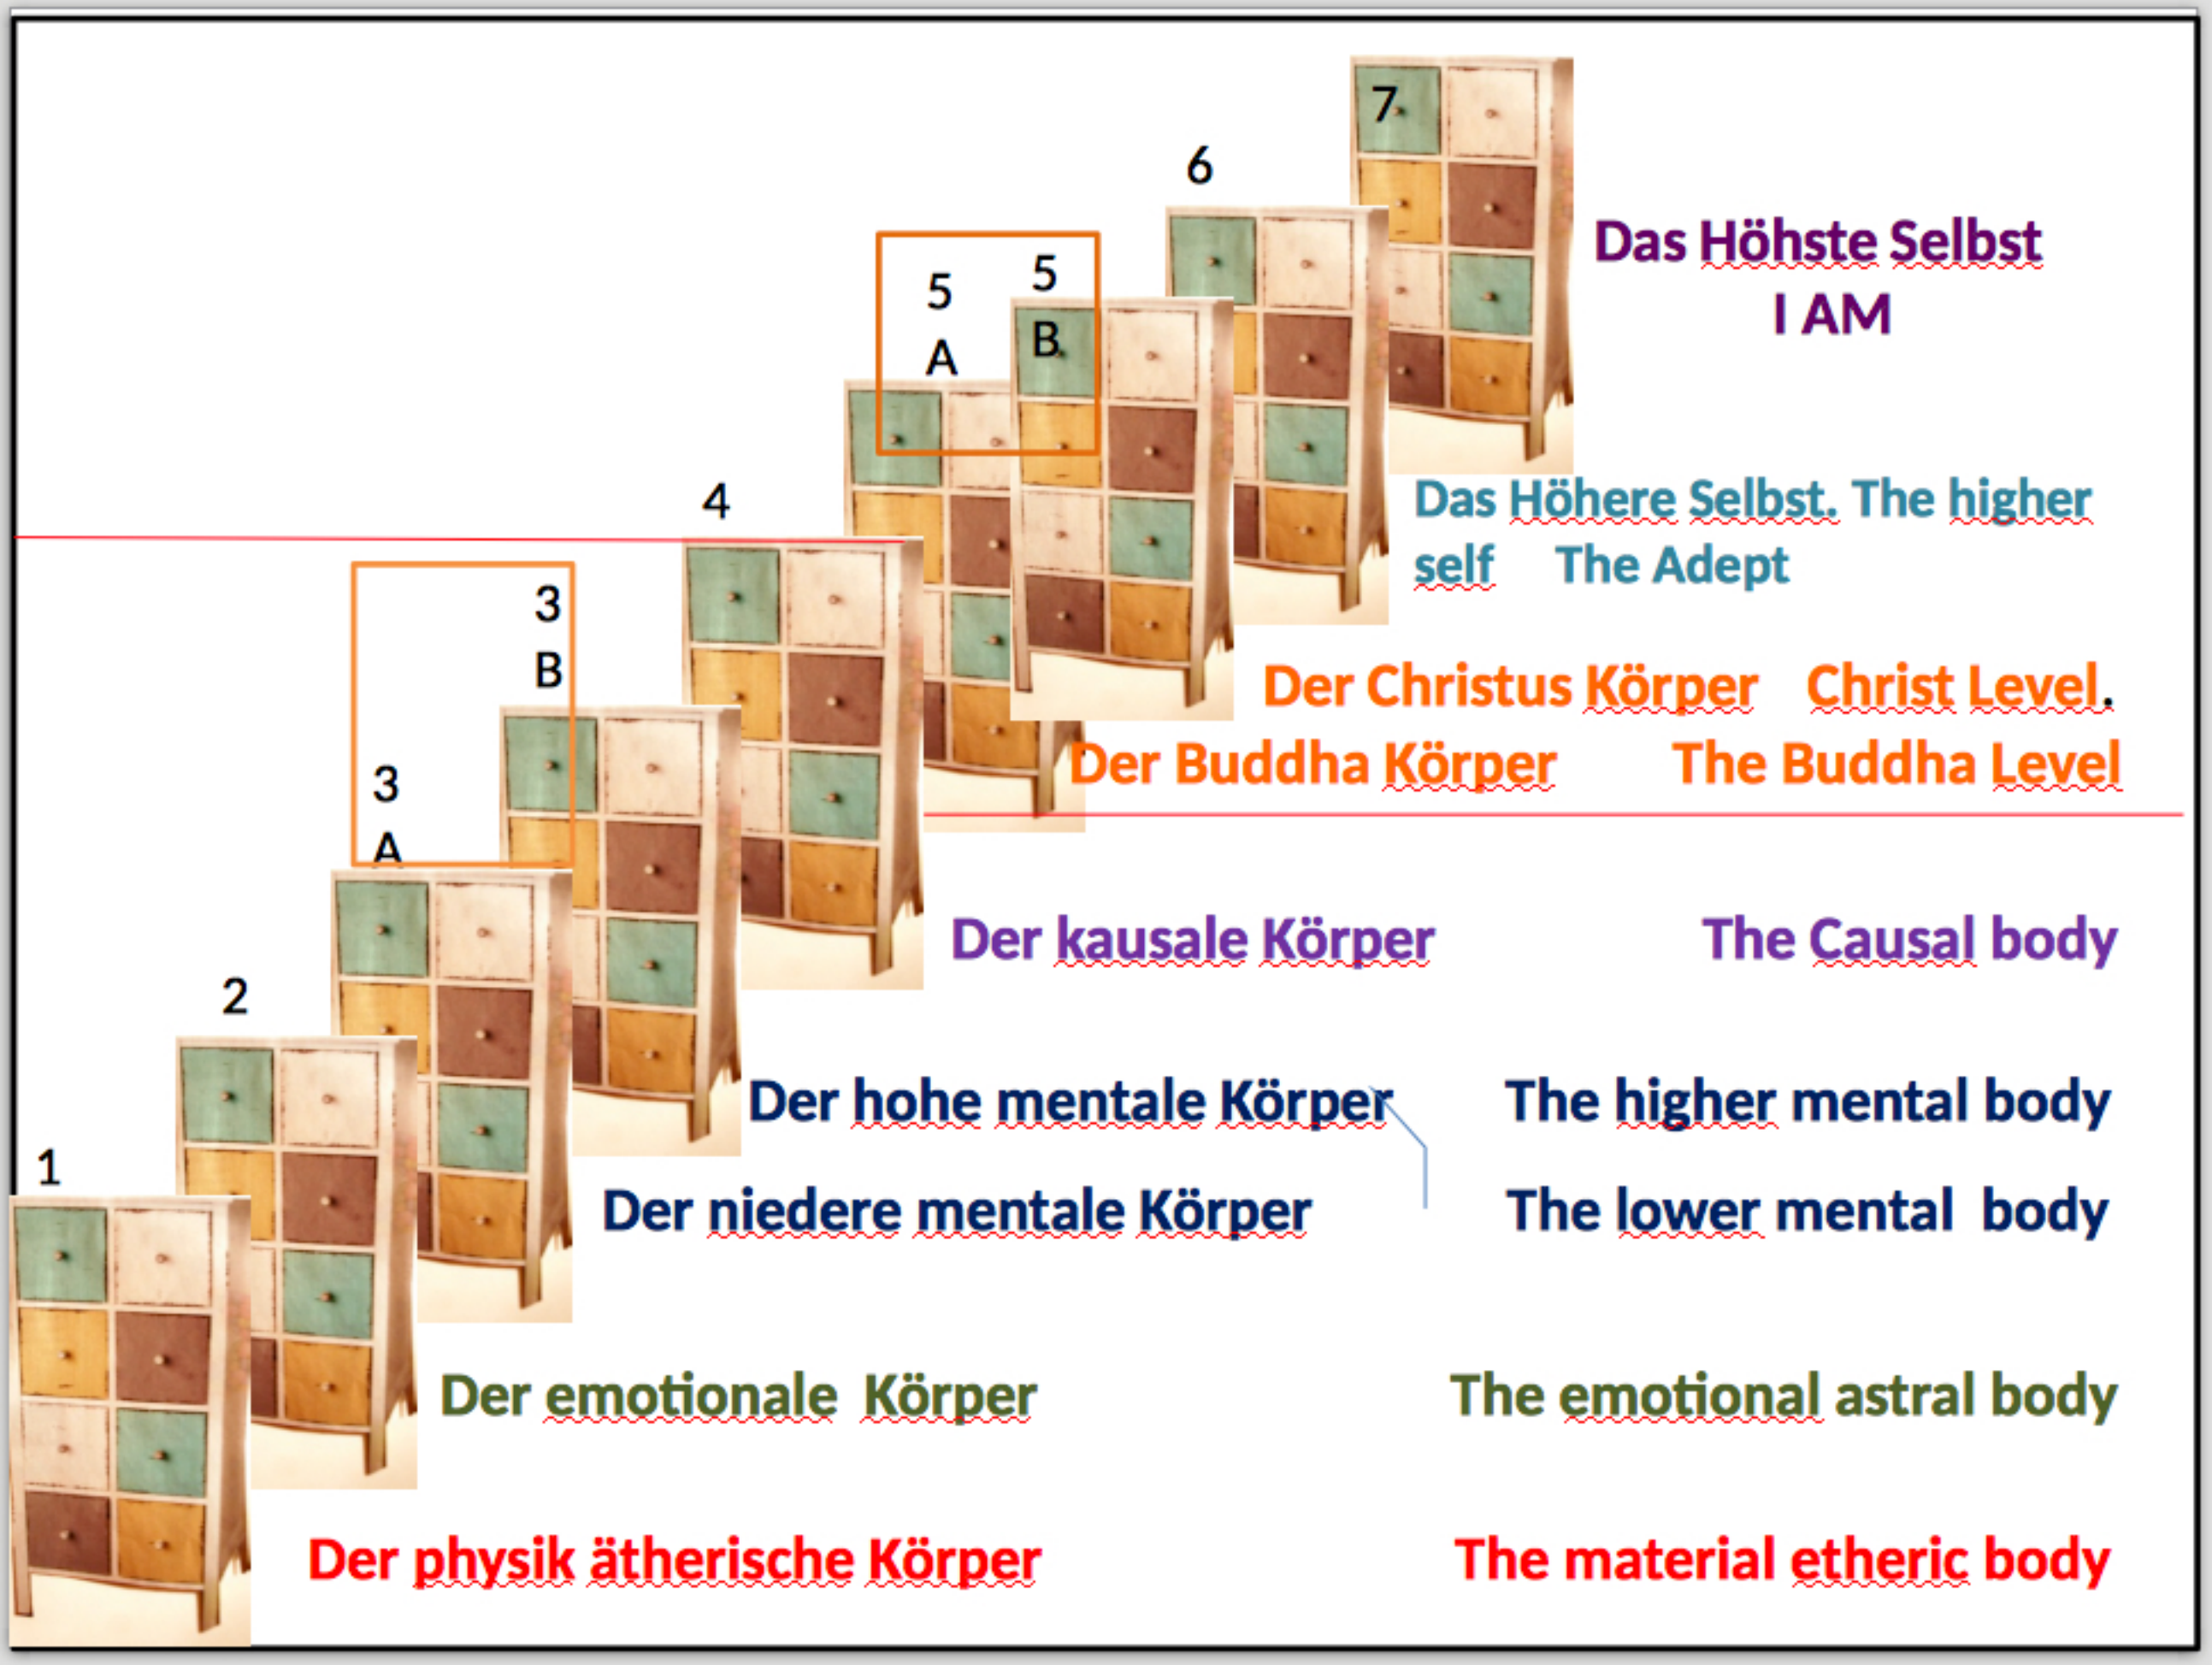 7
6
Das Höhste Selbst
I AM
5
A
5
B
4
Das Höhere Selbst. The higher
self The Adept
3
B
Der Christus Körper Christ Level.
Der Buddha Körper The Buddha Level
3
A
Der kausale Körper The Causal body
2
Der hohe mentale Körper The higher mental body
1
Der niedere mentale Körper The lower mental body
Der emotionale Körper The emotional astral body
Der physik ätherische Körper The material etheric body